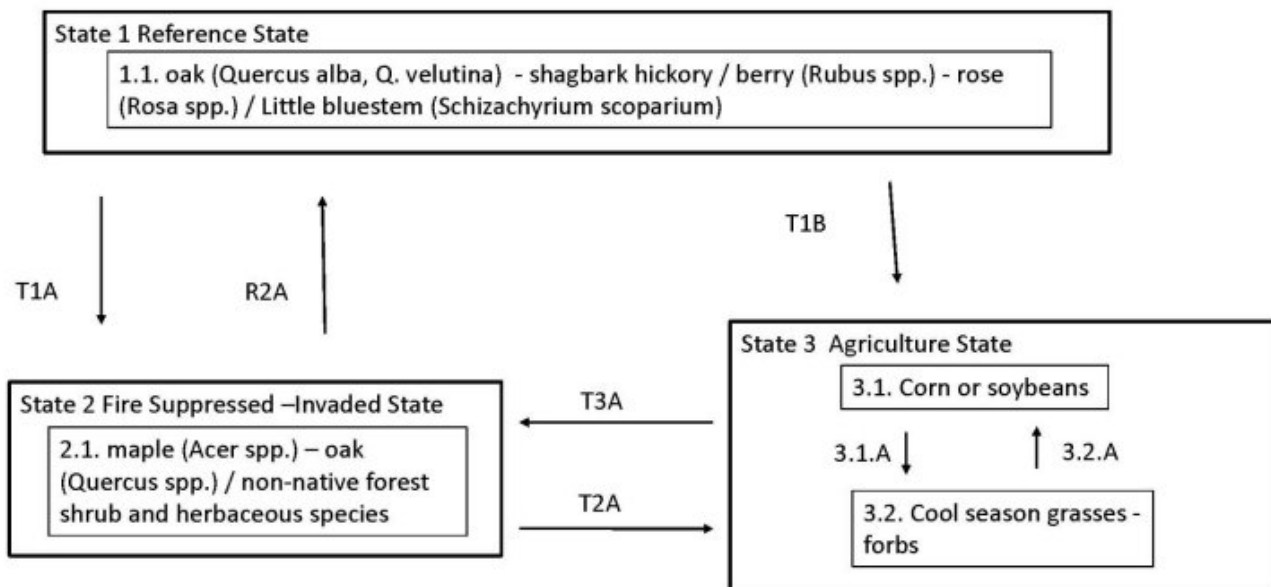 State 1 Reference State
1.1. oak (Quercus alba, Q. velutina)  - shagbark hickory / berry (Rubus spp.) - rose
(Rosa spp.) / Little bluestem (Schizachyrium scoparium)
T1A
R2A
T1B
State 2 Fire Suppressed –Invaded State
2.1. maple (Acer spp.) – oak
(Quercus spp.) / non-native forest
shrub and herbaceous species
T3A
T2A
State 3  Agriculture State
3.1. Corn or soybeans
3.1.A
3.2.A
3.2. Cool season grasses -
forbs